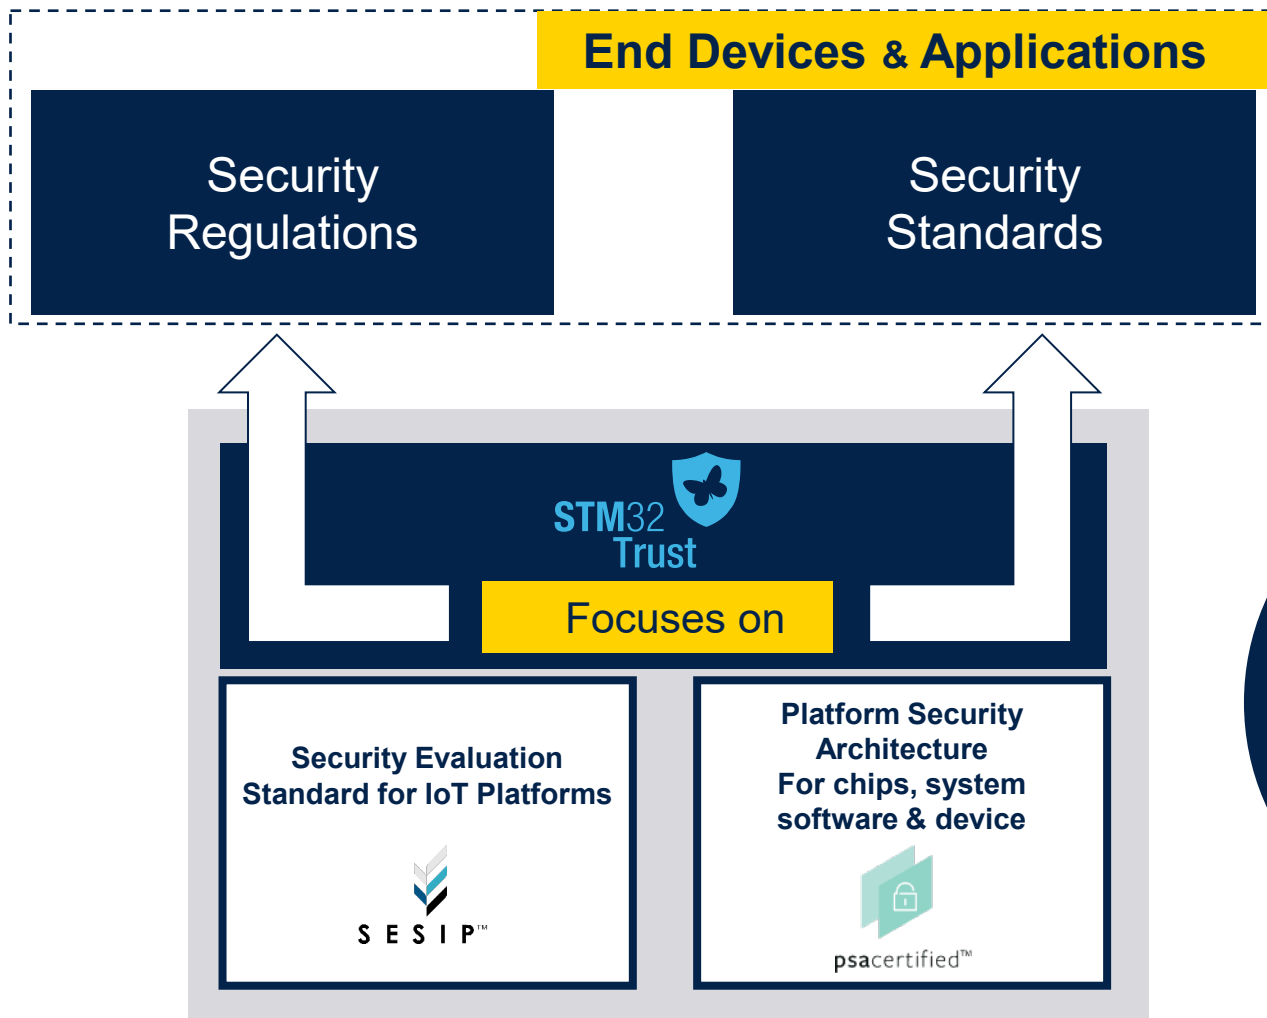 End Devices & Applications
Security
Regulations
Security
Standards
STM32
Trust
Focuses on
Security Evaluation
Standard for IoT Platforms
SESIP™
Platform Security
Architecture
For chips, system
software & device
psacertified™